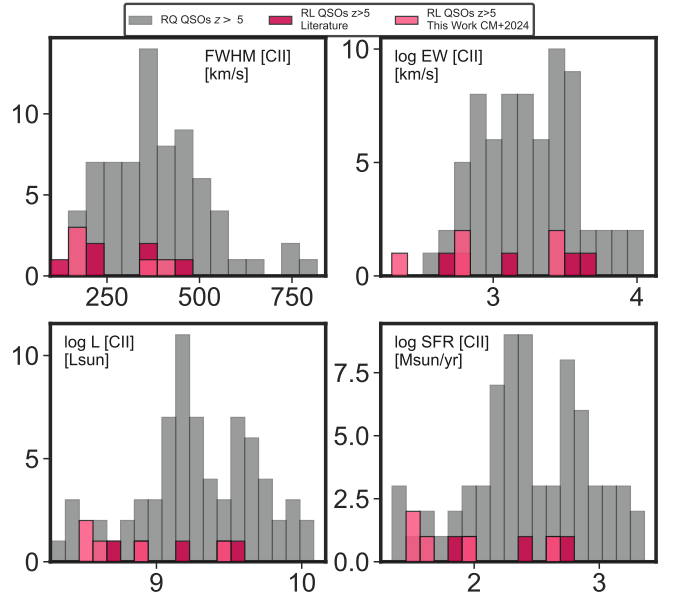 RQ QSOs z > 5
RL QSOs z>5
Literature
RL QSOs z>5
This Work CM+2024
FWHM [CII]
[km/s]
10
5
0
250
500
750
log EW [CII]
[km/s]
10
5
0
3
4
log L [CII]
[Lsun]
10
5
0
9
10
log SFR [CII]
[Msun/yr]
7.5
5.0
2.5
0.0
2
3